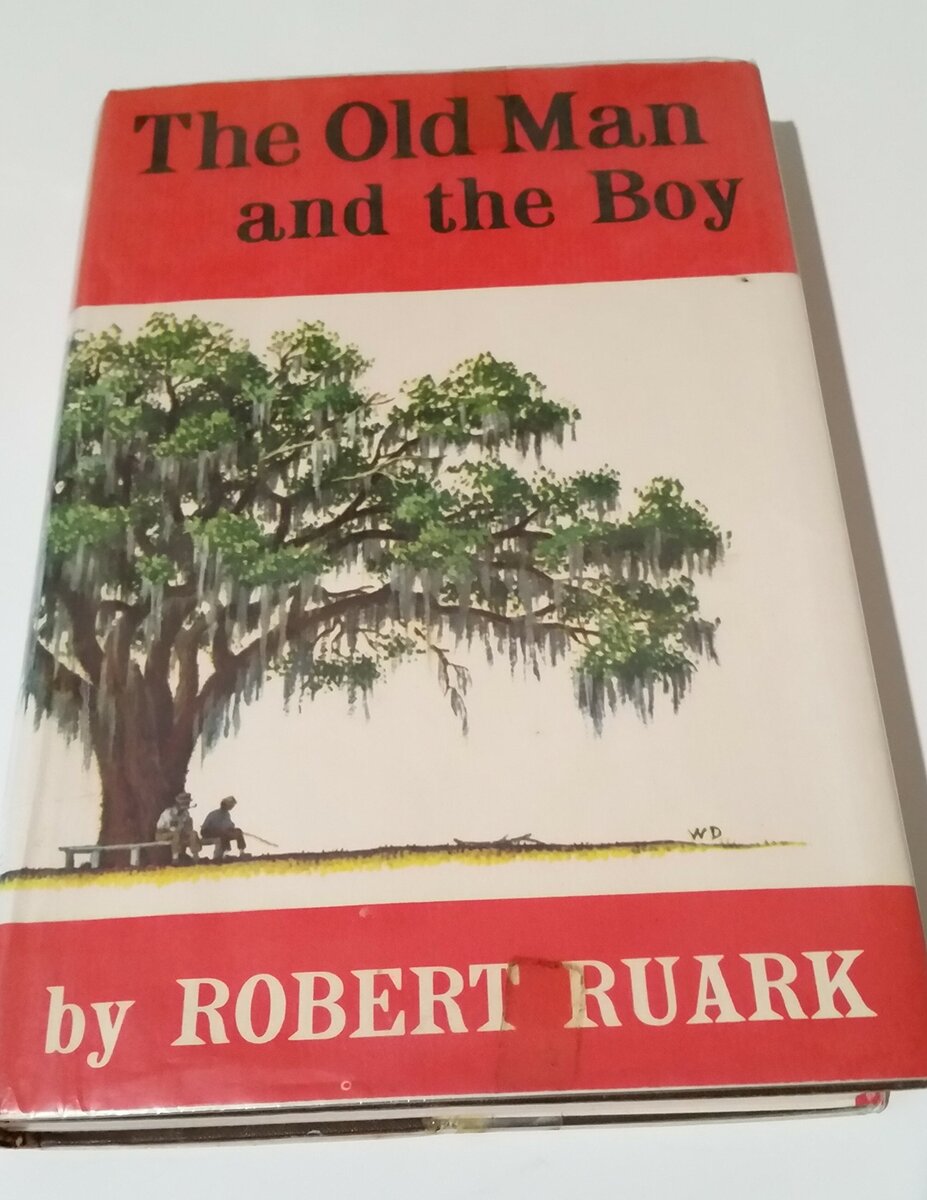 The Old Man
and the Boy
WD
by ROBERT RUARK